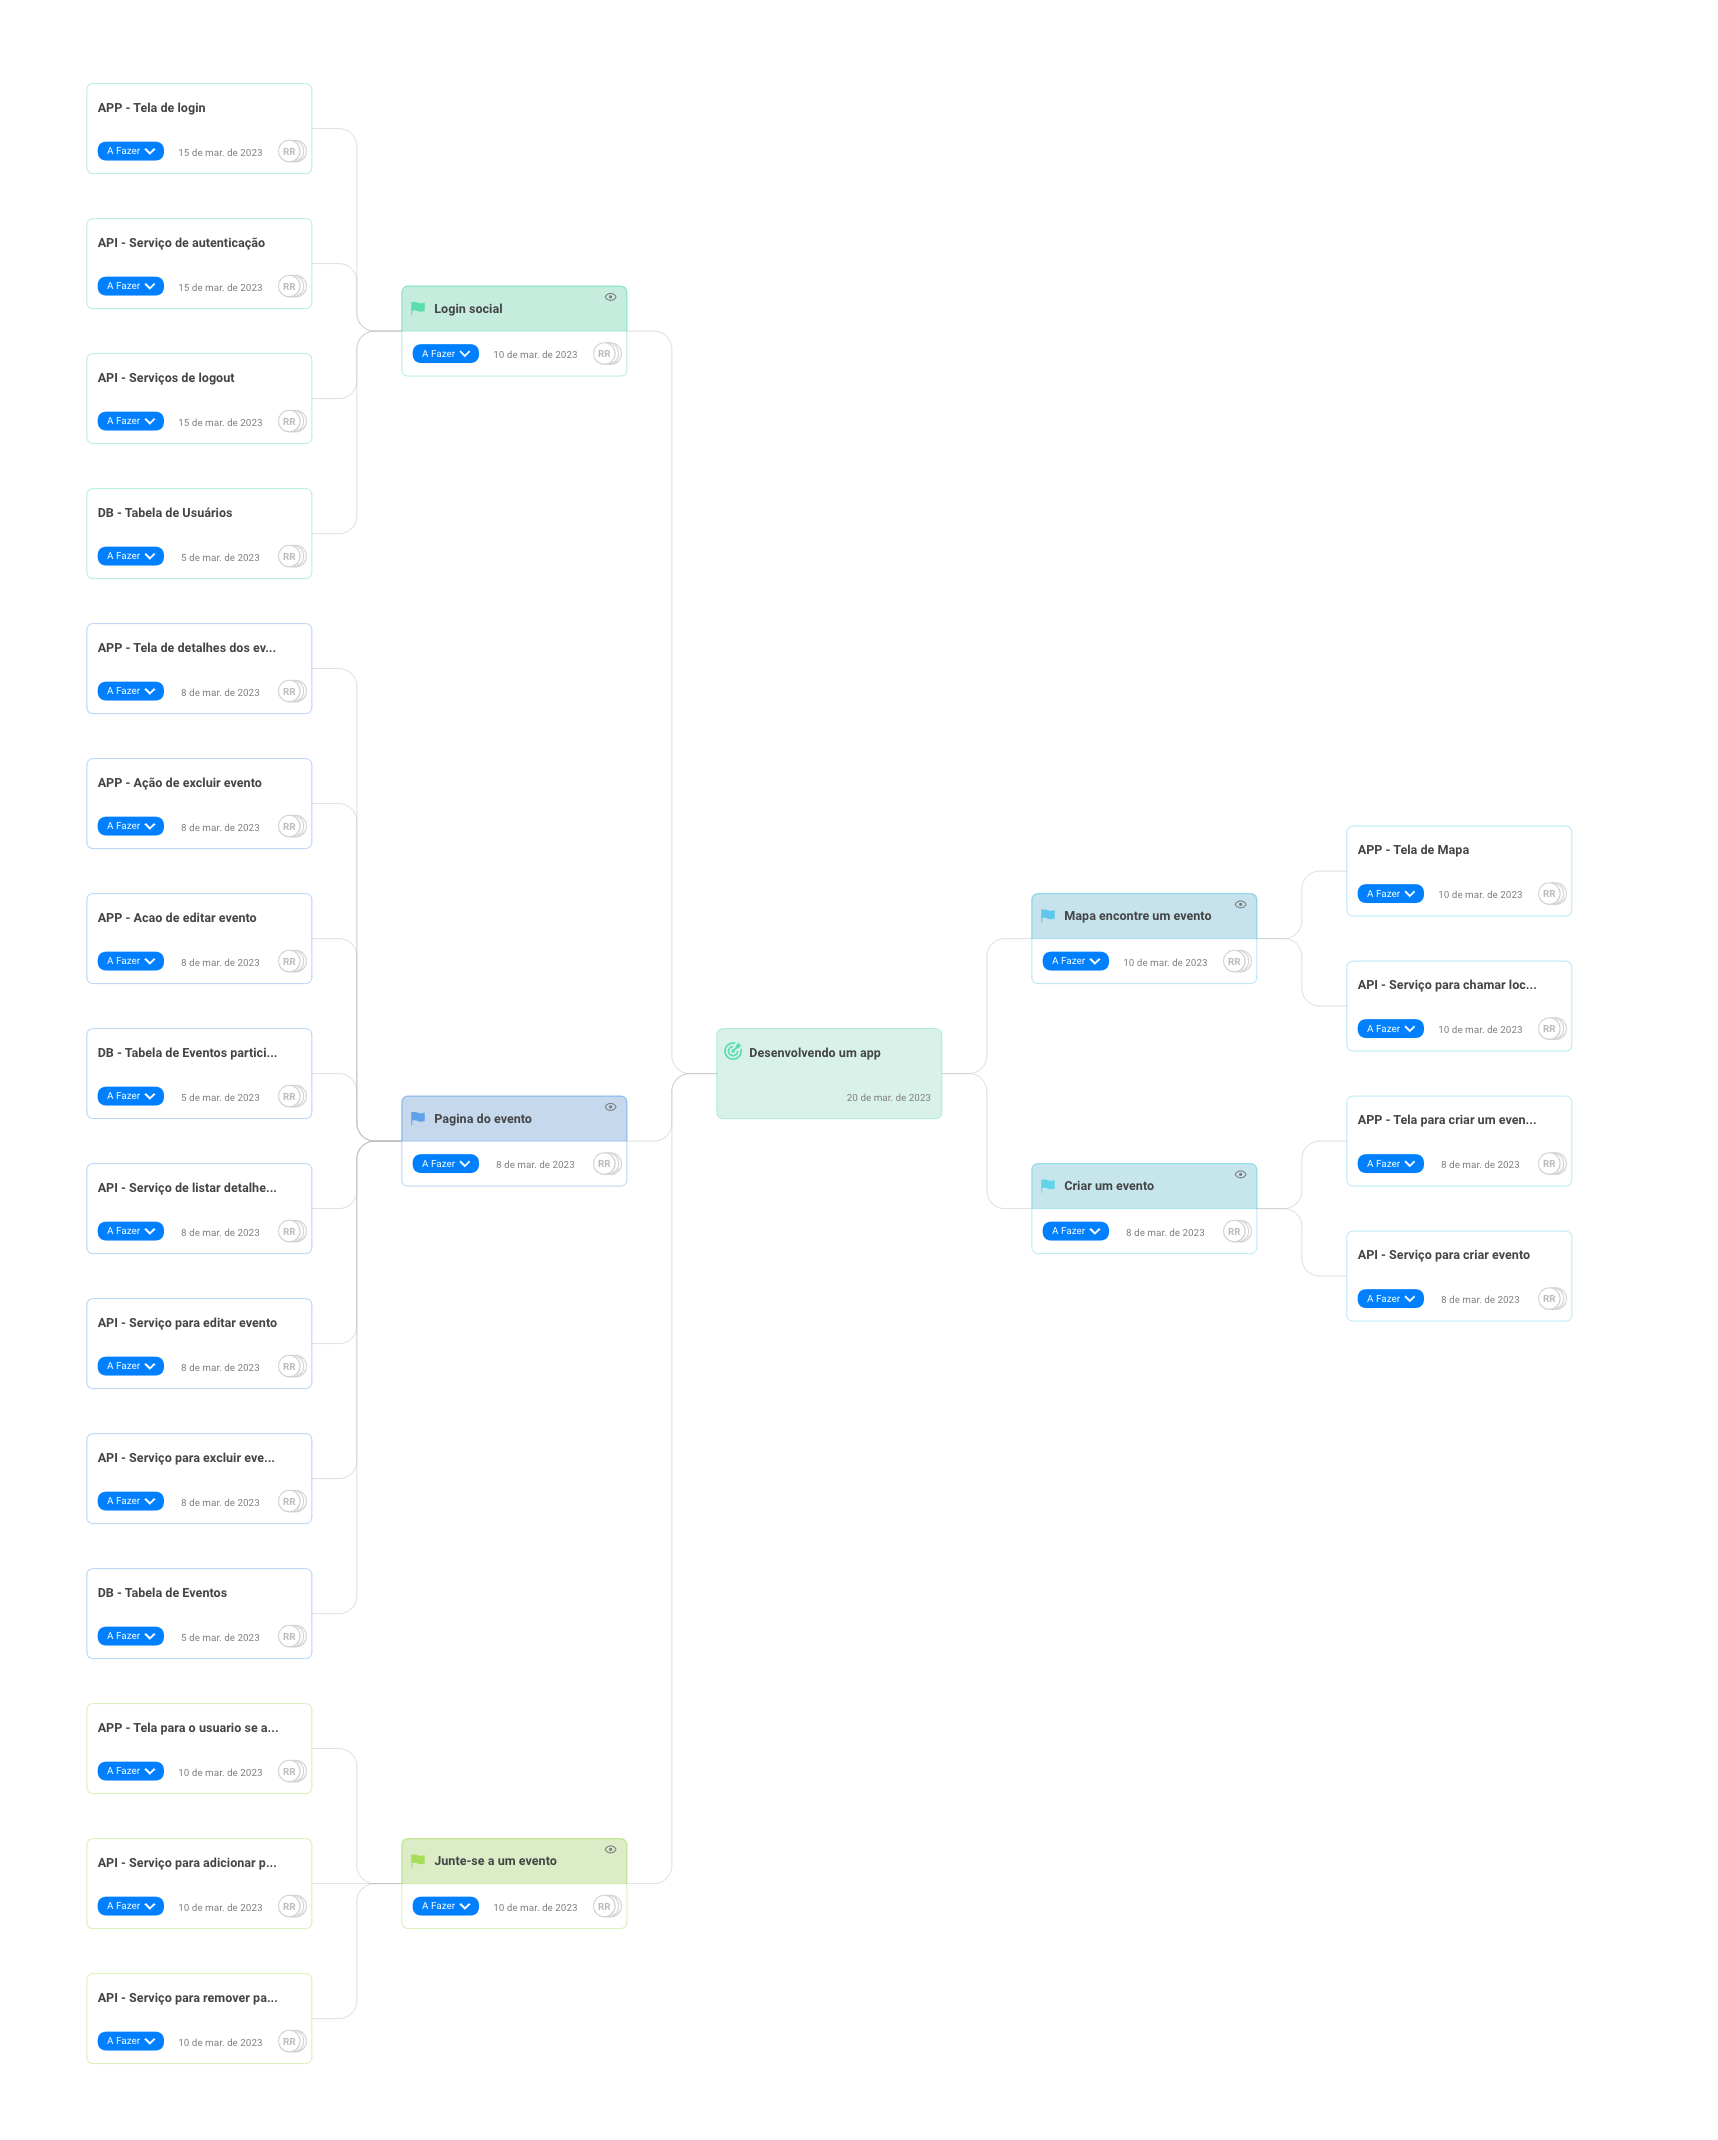 APP - Tela de login
A Fazer 15 de mar. de 2023 RR
API - Serviço de autenticação
A Fazer 15 de mar. de 2023 RR
API - Serviços de logout
A Fazer 15 de mar. de 2023 RR
DB - Tabela de Usuários
A Fazer 5 de mar. de 2023 RR
Login social
A Fazer 10 de mar. de 2023 RR
APP - Tela de detalhes dos ev...
A Fazer 8 de mar. de 2023 RR
APP - Ação de excluir evento
A Fazer 8 de mar. de 2023 RR
APP - Acao de editar evento
A Fazer 8 de mar. de 2023 RR
DB - Tabela de Eventos partici...
A Fazer 5 de mar. de 2023 RR
API - Serviço de listar detalhe...
A Fazer 8 de mar. de 2023 RR
API - Serviço para editar evento
A Fazer 8 de mar. de 2023 RR
API - Serviço para excluir eve...
A Fazer 8 de mar. de 2023 RR
DB - Tabela de Eventos
A Fazer 5 de mar. de 2023 RR
Pagina do evento
A Fazer 8 de mar. de 2023 RR
APP - Tela para o usuario se a...
A Fazer 10 de mar. de 2023 RR
API - Serviço para adicionar p...
A Fazer 10 de mar. de 2023 RR
API - Serviço para remover pa...
A Fazer 10 de mar. de 2023 RR
Junte-se a um evento
A Fazer 10 de mar. de 2023 RR
Desenvolvendo um app
20 de mar. de 2023
Mapa encontre um evento
A Fazer 10 de mar. de 2023 RR
APP - Tela de Mapa
A Fazer 10 de mar. de 2023 RR
API - Serviço para chamar loc...
A Fazer 10 de mar. de 2023 RR
Criar um evento
A Fazer 8 de mar. de 2023 RR
APP - Tela para criar um even...
A Fazer 8 de mar. de 2023 RR
API - Serviço para criar evento
A Fazer 8 de mar. de 2023 RR